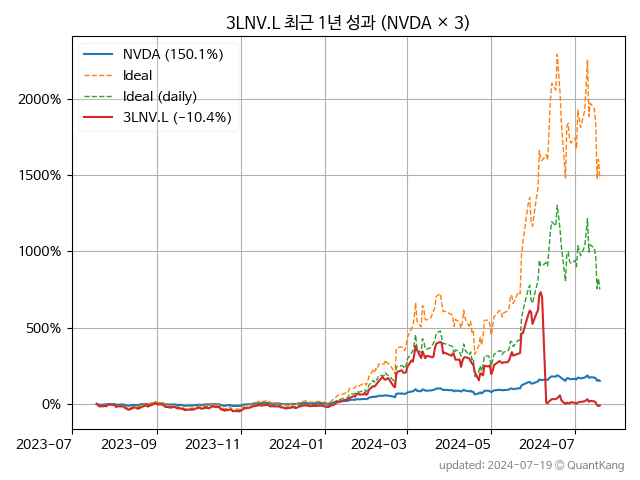 3LNV.L 최근 1년 성과 (NVDA × 3)
NVDA (150.1%)
Ideal
Ideal (daily)
3LNV.L (−10.4%)
2000%
1500%
1000%
500%
0%
2023-07 2023-09 2023-11 2024-01 2024-03 2024-05 2024-07
updated: 2024-07-19 © QuantKang